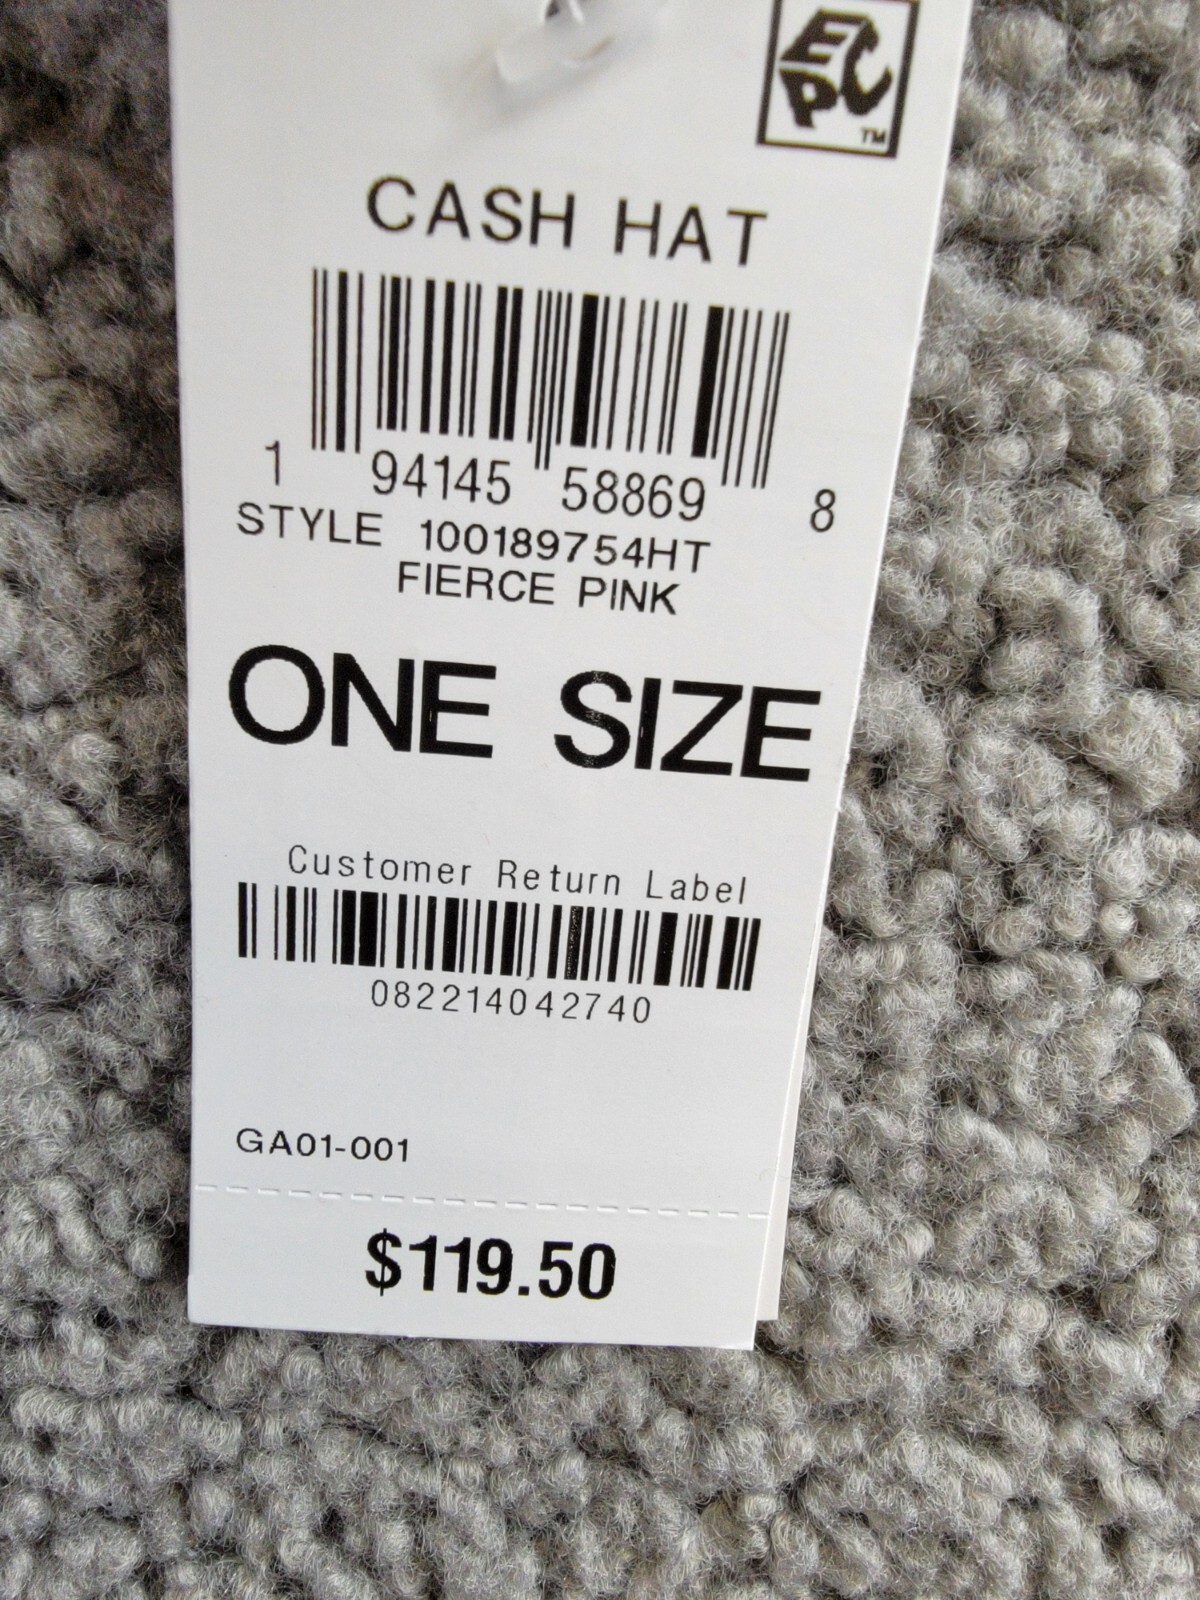 EPC
TM
CASH HAT
1 94145 58869 8
STYLE 100189754HT
FIERCE PINK
ONE SIZE
Customer Return Label
082214042740
GA01-001
$119.50